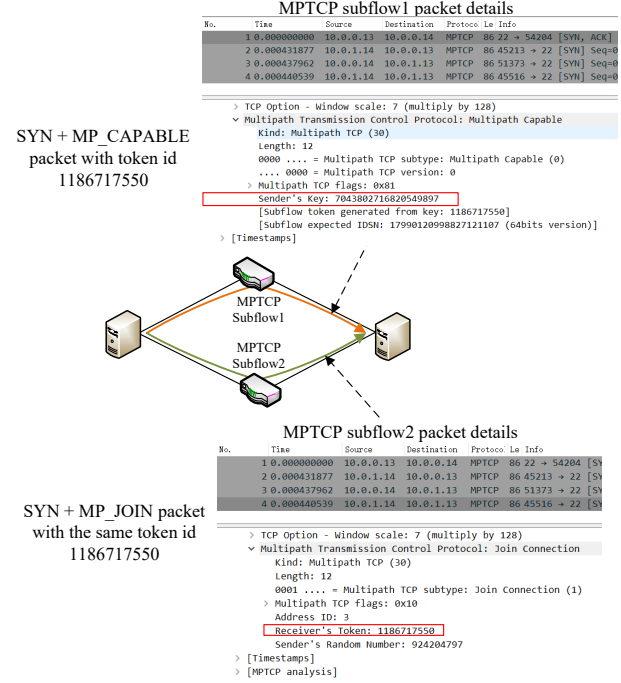 MPTCP subflow1 packet details
No. Time Source Destination Protoco Le Info
1 0.000000000 10.0.0.13 10.0.0.14 MPTCP 86 22 → 54204 [SYN, ACK]
2 0.000431877 10.0.1.14 10.0.0.13 MPTCP 86 45213 → 22 [SYN] Seq=0
3 0.000437962 10.0.0.14 10.0.1.13 MPTCP 86 51373 → 22 [SYN] Seq=0
4 0.000440539 10.0.1.14 10.0.1.13 MPTCP 86 45516 → 22 [SYN] Seq=0
> TCP Option - Window scale: 7 (multiply by 128)
Multipath Transmission Control Protocol: Multipath Capable
Kind: Multipath TCP (30)
Length: 12
0000 .... = Multipath TCP subtype: Multipath Capable (0)
.... 0000 = Multipath TCP version: 0
> Multipath TCP flags: 0x81
Sender's Key: 7043802716820549897
[Subflow token generated from key: 1186717550]
[Subflow expected IDSN: 17990120998827121107 (64bits version)]
> [Timestamps]
SYN + MP_CAPABLE
packet with token id
1186717550
MPTCP
Subflow1
MPTCP
Subflow2
MPTCP subflow2 packet details
No. Time Source Destination Protoco Le Info
1 0.000000000 10.0.0.13 10.0.0.14 MPTCP 86 22 → 54204 [SY
2 0.000431877 10.0.1.14 10.0.0.13 MPTCP 86 45213 → 22 [SY
3 0.000437962 10.0.0.14 10.0.1.13 MPTCP 86 51373 → 22 [SY
4 0.000440539 10.0.1.14 10.0.1.13 MPTCP 86 45516 → 22 [SY
SYN + MP_JOIN packet
with the same token id
1186717550
> TCP Option - Window scale: 7 (multiply by 128)
Multipath Transmission Control Protocol: Join Connection
Kind: Multipath TCP (30)
Length: 12
0001 .... = Multipath TCP subtype: Join Connection (1)
> Multipath TCP flags: 0x10
Address ID: 3
Receiver's Token: 1186717550
Sender's Random Number: 924204797
> [Timestamps]
> [MPTCP analysis]